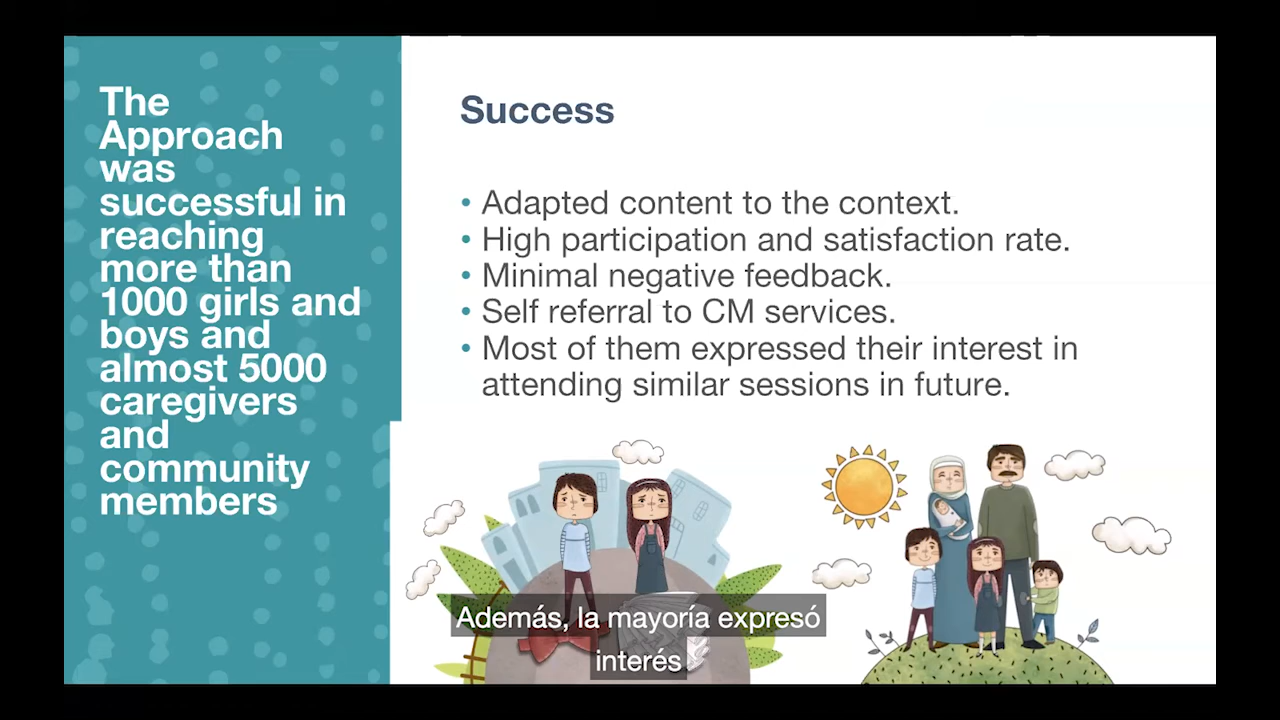 The
Approach
was
successful in
reaching
more than
1000 girls and
boys and
almost 5000
caregivers
and
community
members
Success
• Adapted content to the context.
• High participation and satisfaction rate.
• Minimal negative feedback.
• Self referral to CM services.
• Most of them expressed their interest in
attending similar sessions in future.
Además, la mayoría expresó
interés